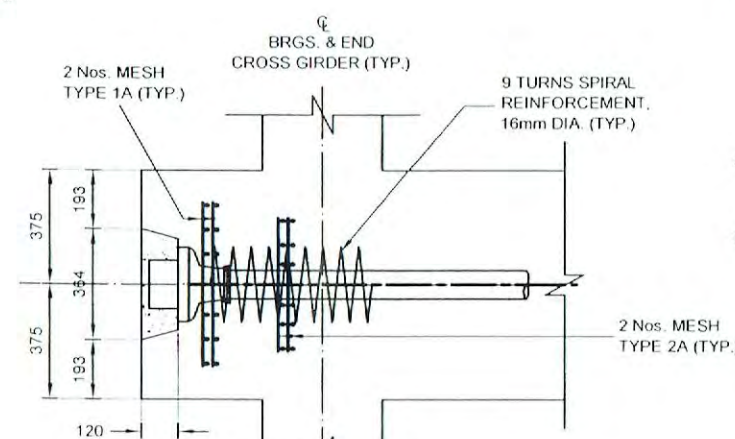 ℄
BRGS. & END
CROSS GIRDER (TYP.)
2 Nos. MESH
TYPE 1A (TYP.)
9 TURNS SPIRAL
REINFORCEMENT,
16mm DIA. (TYP.)
375
193
364
375
193
2 Nos. MESH
TYPE 2A (TYP.
120